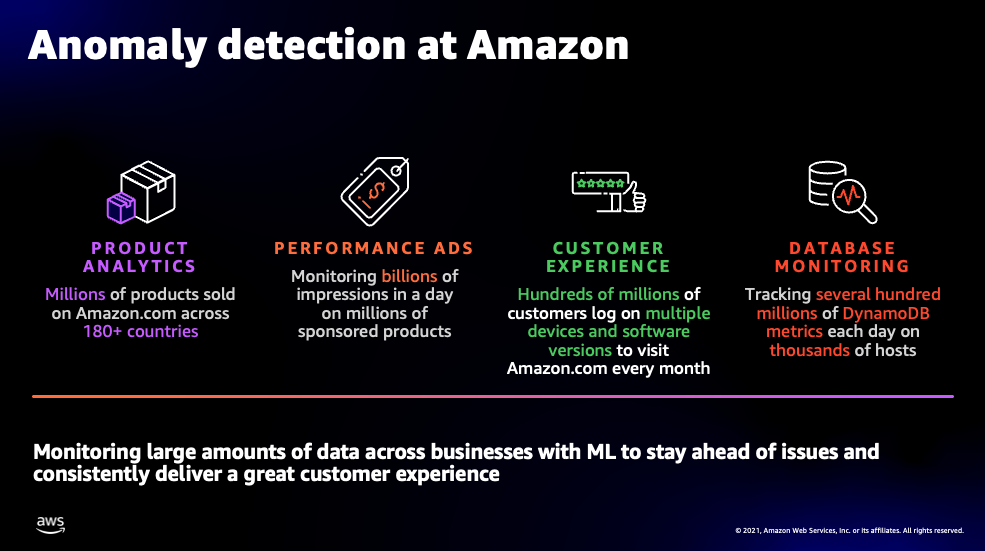 Anomaly detection at Amazon
PRODUCT
ANALYTICS
Millions of products sold
on Amazon.com across
180+ countries
PERFORMANCE ADS
Monitoring billions of
impressions in a day
on millions of
sponsored products
CUSTOMER
EXPERIENCE
Hundreds of millions of
customers log on multiple
devices and software
versions to visit
Amazon.com every month
DATABASE
MONITORING
Tracking several hundred
millions of DynamoDB
metrics each day on
thousands of hosts
Monitoring large amounts of data across businesses with ML to stay ahead of issues and
consistently deliver a great customer experience
aws
© 2021, Amazon Web Services, Inc. or its affiliates. All rights reserved.